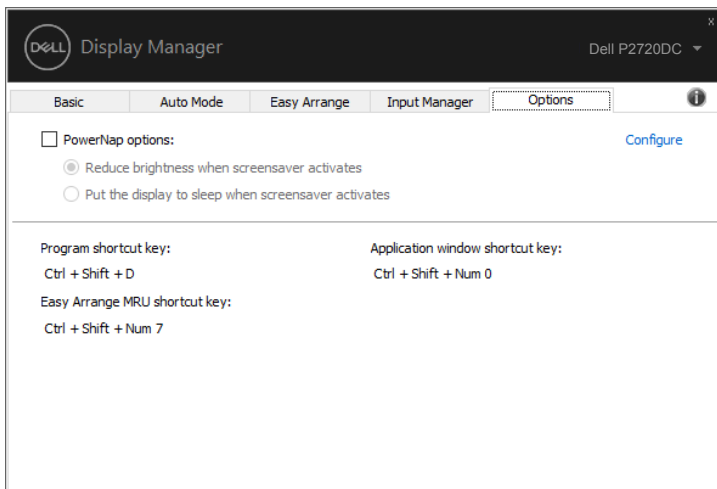 DELL Display Manager
x
Dell P2720DC
Basic Auto Mode Easy Arrange Input Manager Options
PowerNap options: Configure
Reduce brightness when screensaver activates
Put the display to sleep when screensaver activates
Program shortcut key: Application window shortcut key:
Ctrl + Shift + D Ctrl + Shift + Num 0
Easy Arrange MRU shortcut key:
Ctrl + Shift + Num 7